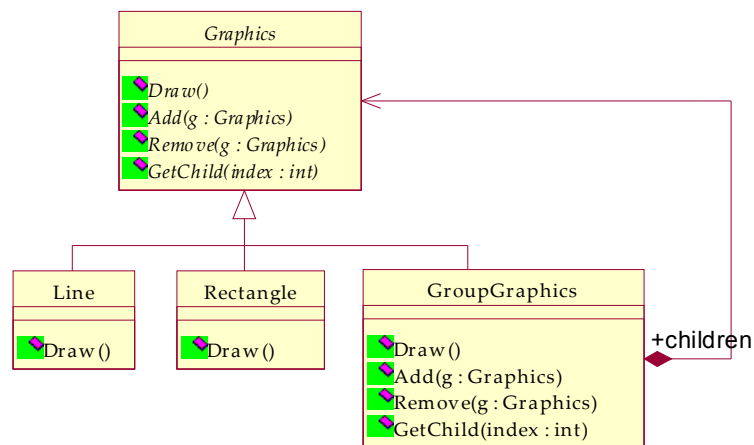 Graphics
Draw()
Add(g : Graphics)
Remove(g : Graphics)
GetChild(index : int)
Line
Draw()
Rectangle
Draw()
GroupGraphics
Draw()
Add(g : Graphics)
Remove(g : Graphics)
GetChild(index : int)
+children